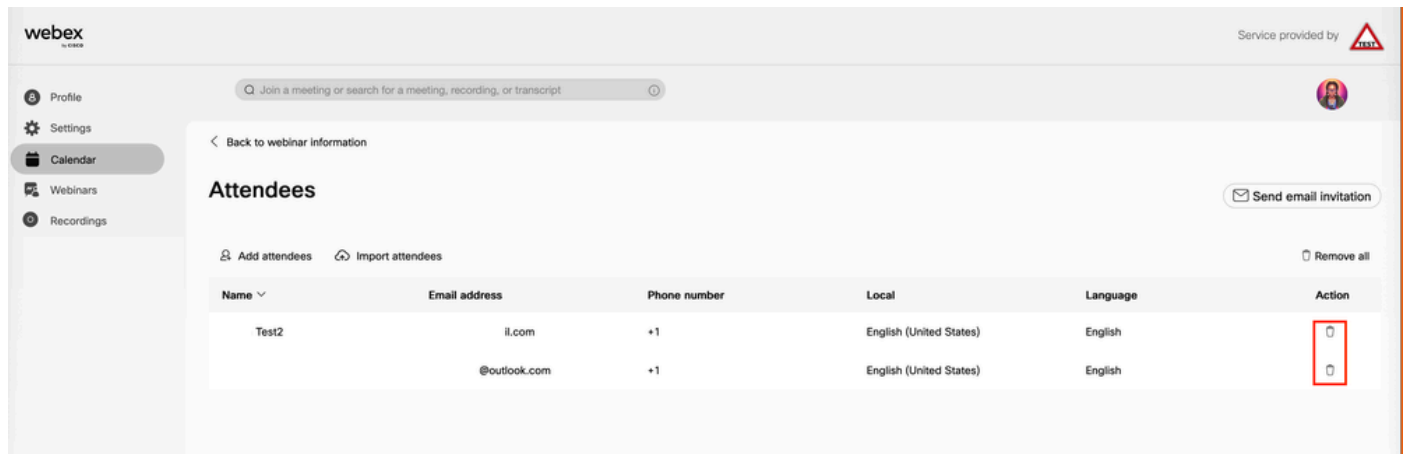 webex
by CISCO
Service provided by
TEST
Join a meeting or search for a meeting, recording, or transcript
Profile
Settings
Calendar
Webinars
Recordings
Back to webinar information
Attendees
Send email invitation
Add attendees Import attendees Remove all
Name Email address Phone number Local Language Action
Test2 il.com +1 English (United States) English
@outlook.com +1 English (United States) English